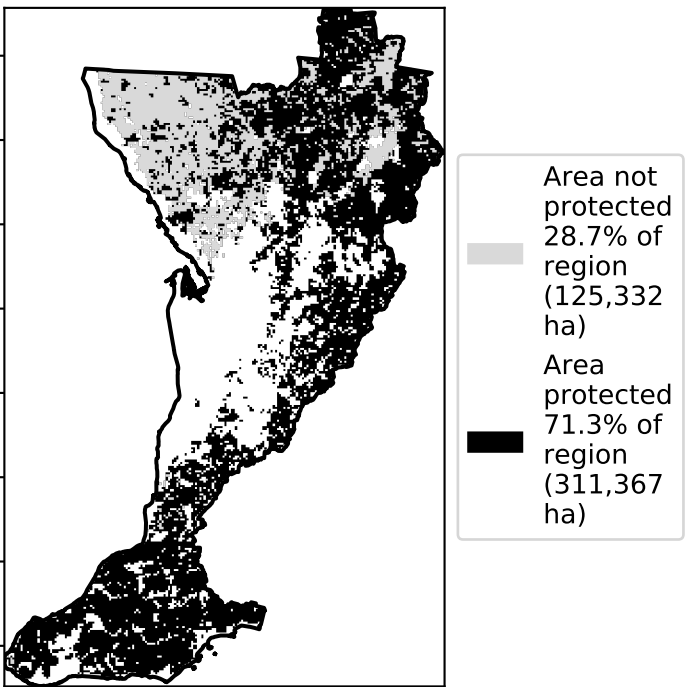 Area not
protected
28.7% of
region
(125,332
ha)
Area
protected
71.3% of
region
(311,367
ha)